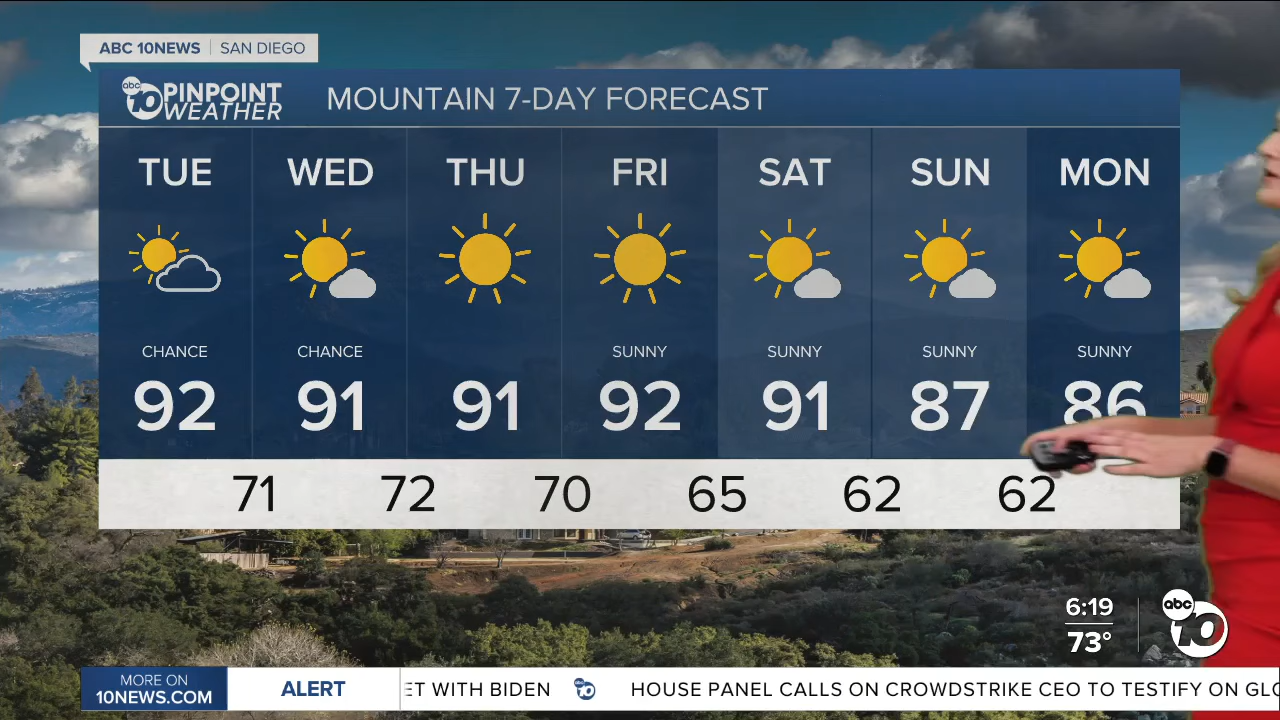 ABC 10NEWS | SAN DIEGO
abc 10 PINPOINT WEATHER
MOUNTAIN 7-DAY FORECAST
TUE WED THU FRI SAT SUN MON
CHANCE CHANCE SUNNY SUNNY SUNNY SUNNY
92 91 91 92 91 87 86
71 72 70 65 62 62
6:19
73°
abc 10
MORE ON
10NEWS.COM
ALERT
ET WITH BIDEN abc 10 HOUSE PANEL CALLS ON CROWDSTRIKE CEO TO TESTIFY ON GLO